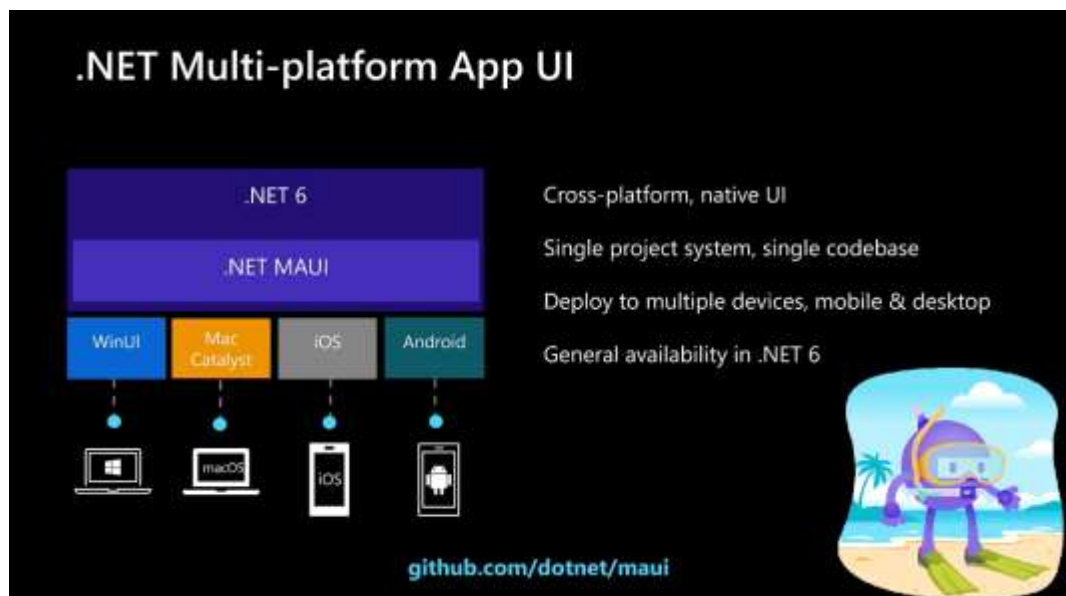 .NET Multi-platform App UI
.NET 6
.NET MAUI
WinUI
Mac
Catalyst
iOS
Android
macOS
iOS
Cross-platform, native UI
Single project system, single codebase
Deploy to multiple devices, mobile & desktop
General availability in .NET 6
github.com/dotnet/maui